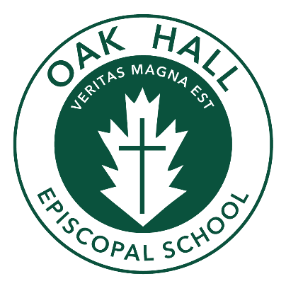 OAK HALL
VERITAS MAGNA EST
EPISCOPAL SCHOOL